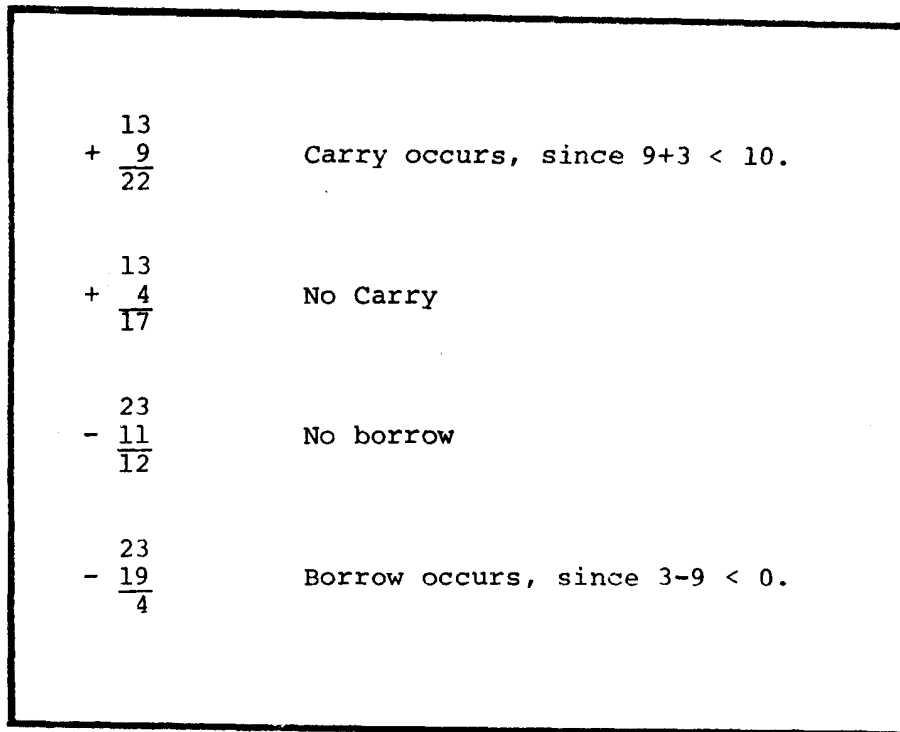 13
+ 9 Carry occurs, since 9+3 < 10.
22
13
+ 4 No Carry
17
23
- 11 No borrow
12
23
- 19 Borrow occurs, since 3-9 < 0.
4